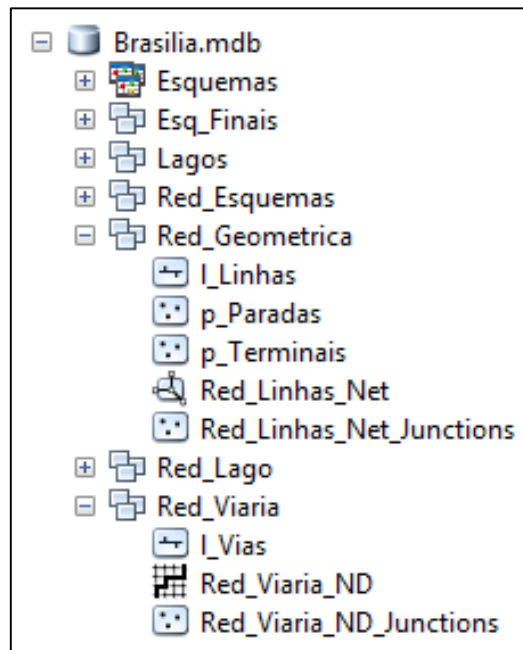 Brasilia.mdb
Esquemas
Esq_Finais
Lagos
Red_Esquemas
Red_Geometrica
l_Linhas
p_Paradas
p_Terminais
Red_Linhas_Net
Red_Linhas_Net_Junctions
Red_Lago
Red_Viaria
l_Vias
Red_Viaria_ND
Red_Viaria_ND_Junctions